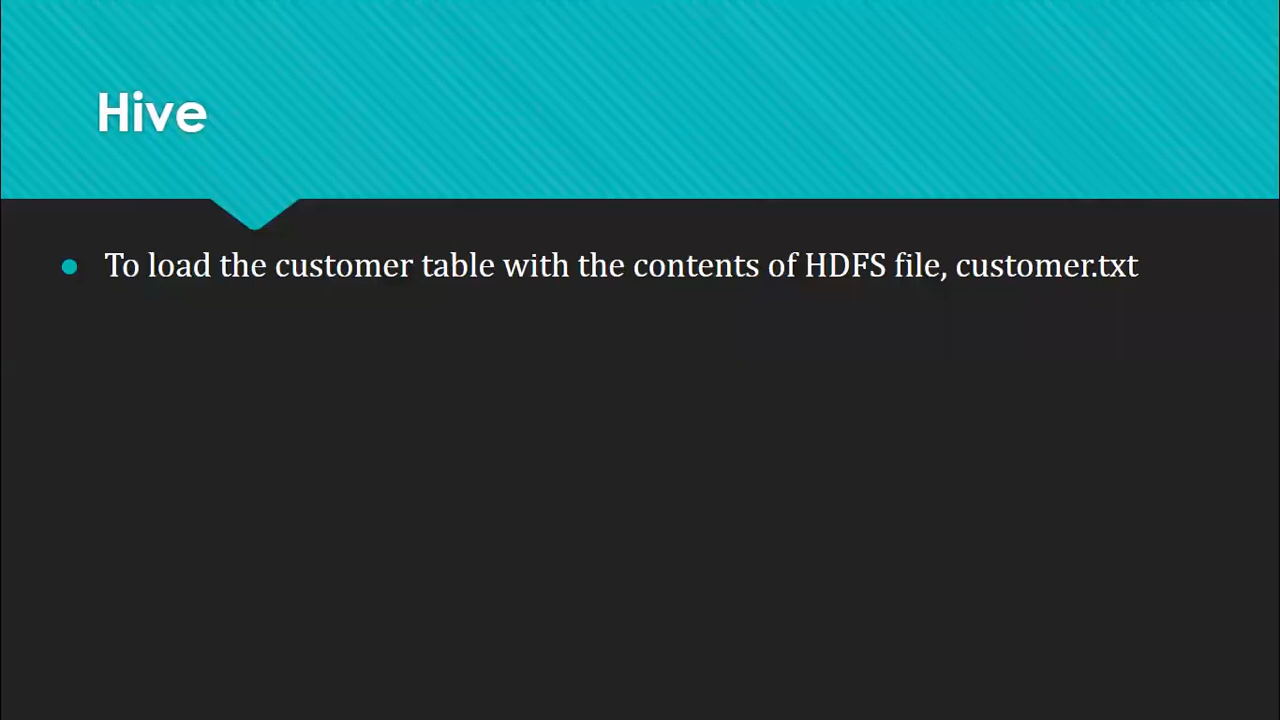 Hive
To load the customer table with the contents of HDFS file, customer.txt